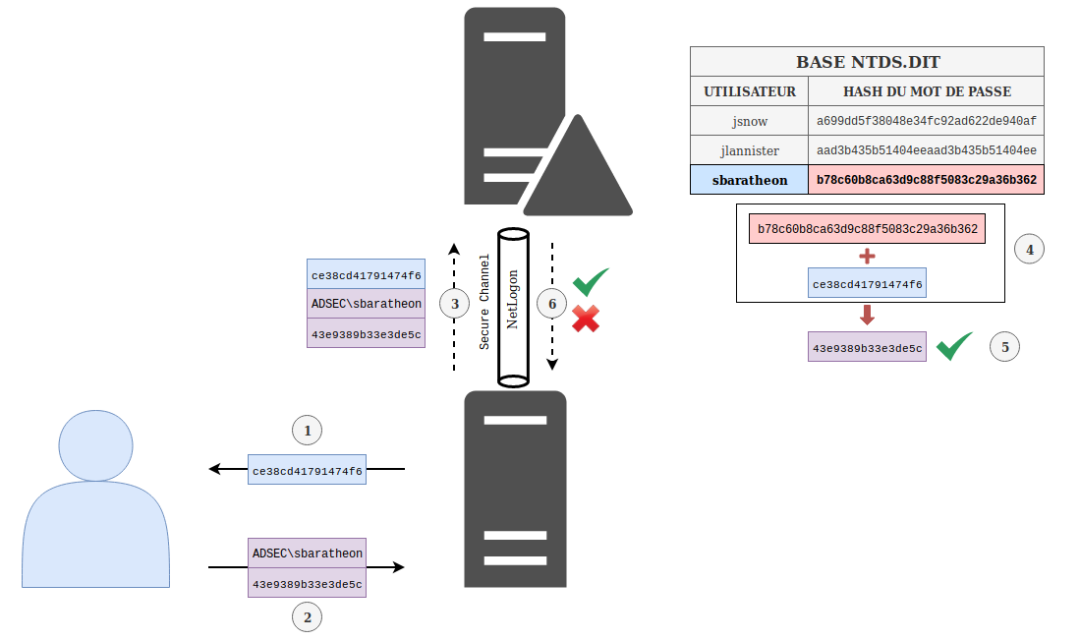 BASE NTDS.DIT
UTILISATEUR HASH DU MOT DE PASSE
jsnow a699dd5f38048e34fc92ad622de940af
jlannister aad3b435b51404eeaad3b435b51404ee
sbaratheon b78c60b8ca63d9c88f5083c29a36b362
b78c60b8ca63d9c88f5083c29a36b362
4
ce38cd41791474f6
43e9389b33e3de5c
5
ce38cd41791474f6
ADSEC\sbaratheon
43e9389b33e3de5c
3
Secure Channel
NetLogon
6
1
ce38cd41791474f6
ADSEC\sbaratheon
43e9389b33e3de5c
2